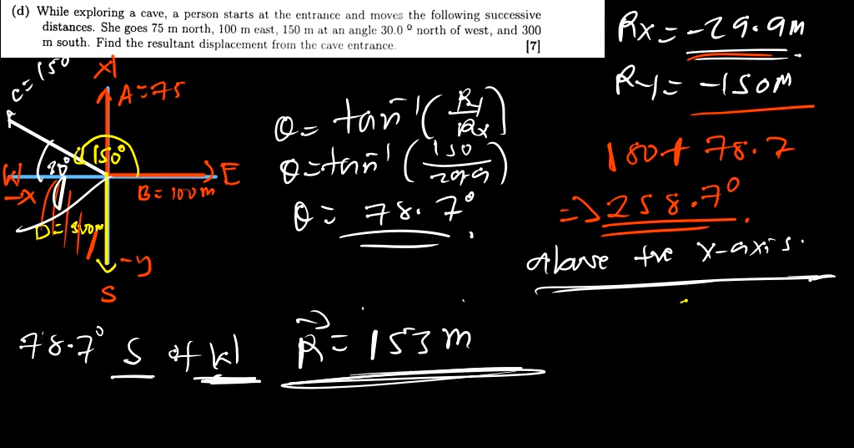 (d) While exploring a cave, a person starts at the entrance and moves the following successive
distances. She goes 75 m north, 100 m east, 150 m at an angle 30.0 ° north of west, and 300
m south. Find the resultant displacement from the cave entrance. [7]
Rx = -29.9m
Ry = -150m
C=150
A=75
30°
150°
W
E
-x
B = 100m
D= 300m
-y
S
θ = tan⁻¹(Ry/Rx)
θ = tan⁻¹(150/29.9)
θ = 78.7°.
180 + 78.7
=> 258.7°.
Above +ve x-axis.
78.7° S of W
R⃗ = 153m